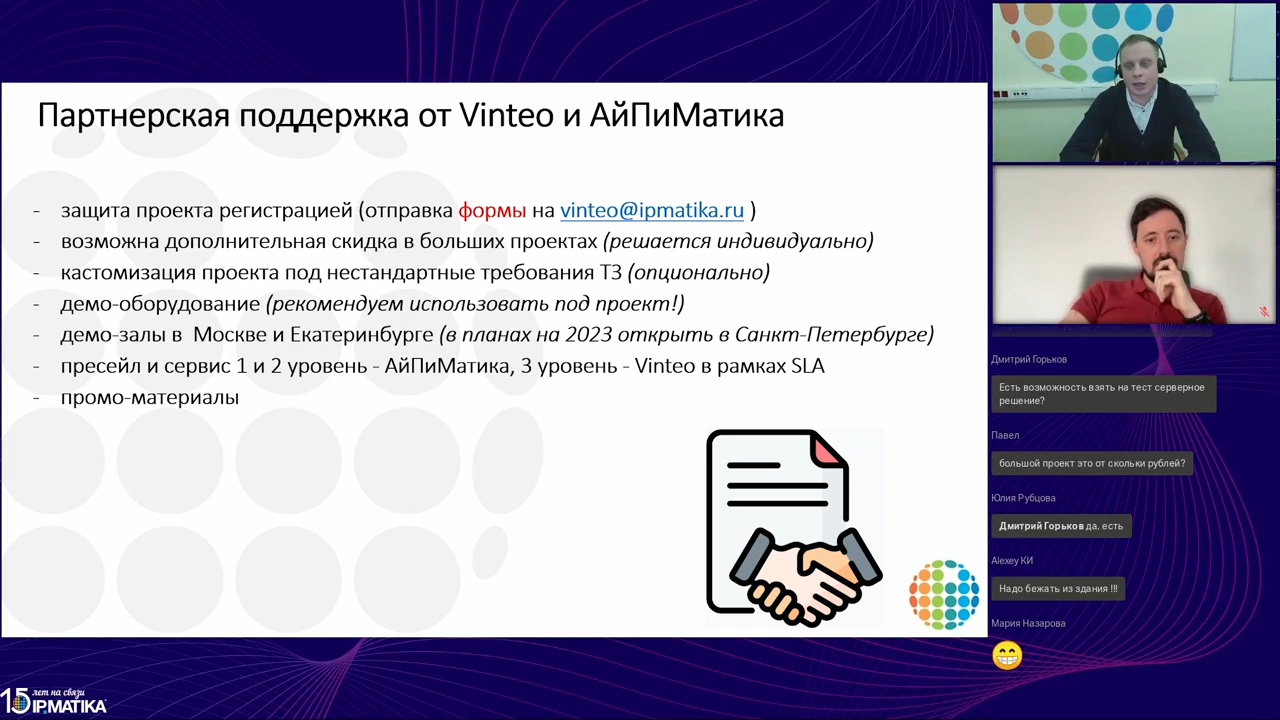 Партнерская поддержка от Vinteo и АйПиМатика
- защита проекта регистрацией (отправка формы на vinteo@ipmatika.ru )
- возможна дополнительная скидка в больших проектах (решается индивидуально)
- кастомизация проекта под нестандартные требования ТЗ (опционально)
- демо-оборудование (рекомендуем использовать под проект!)
- демо-залы в Москве и Екатеринбурге (в планах на 2023 открыть в Санкт-Петербурге)
- пресейл и сервис 1 и 2 уровень - АйПиМатика, 3 уровень - Vinteo в рамках SLA
- промо-материалы
Дмитрий Горьков
Есть возможность взять на тест серверное
решение?
Павел
большой проект это от скольки рублей?
Юлия Рубцова
Дмитрий Горьков да, есть
Alexey КИ
Надо бежать из здания !!!
Мария Назарова
15 лет на связи
IPMATIKA